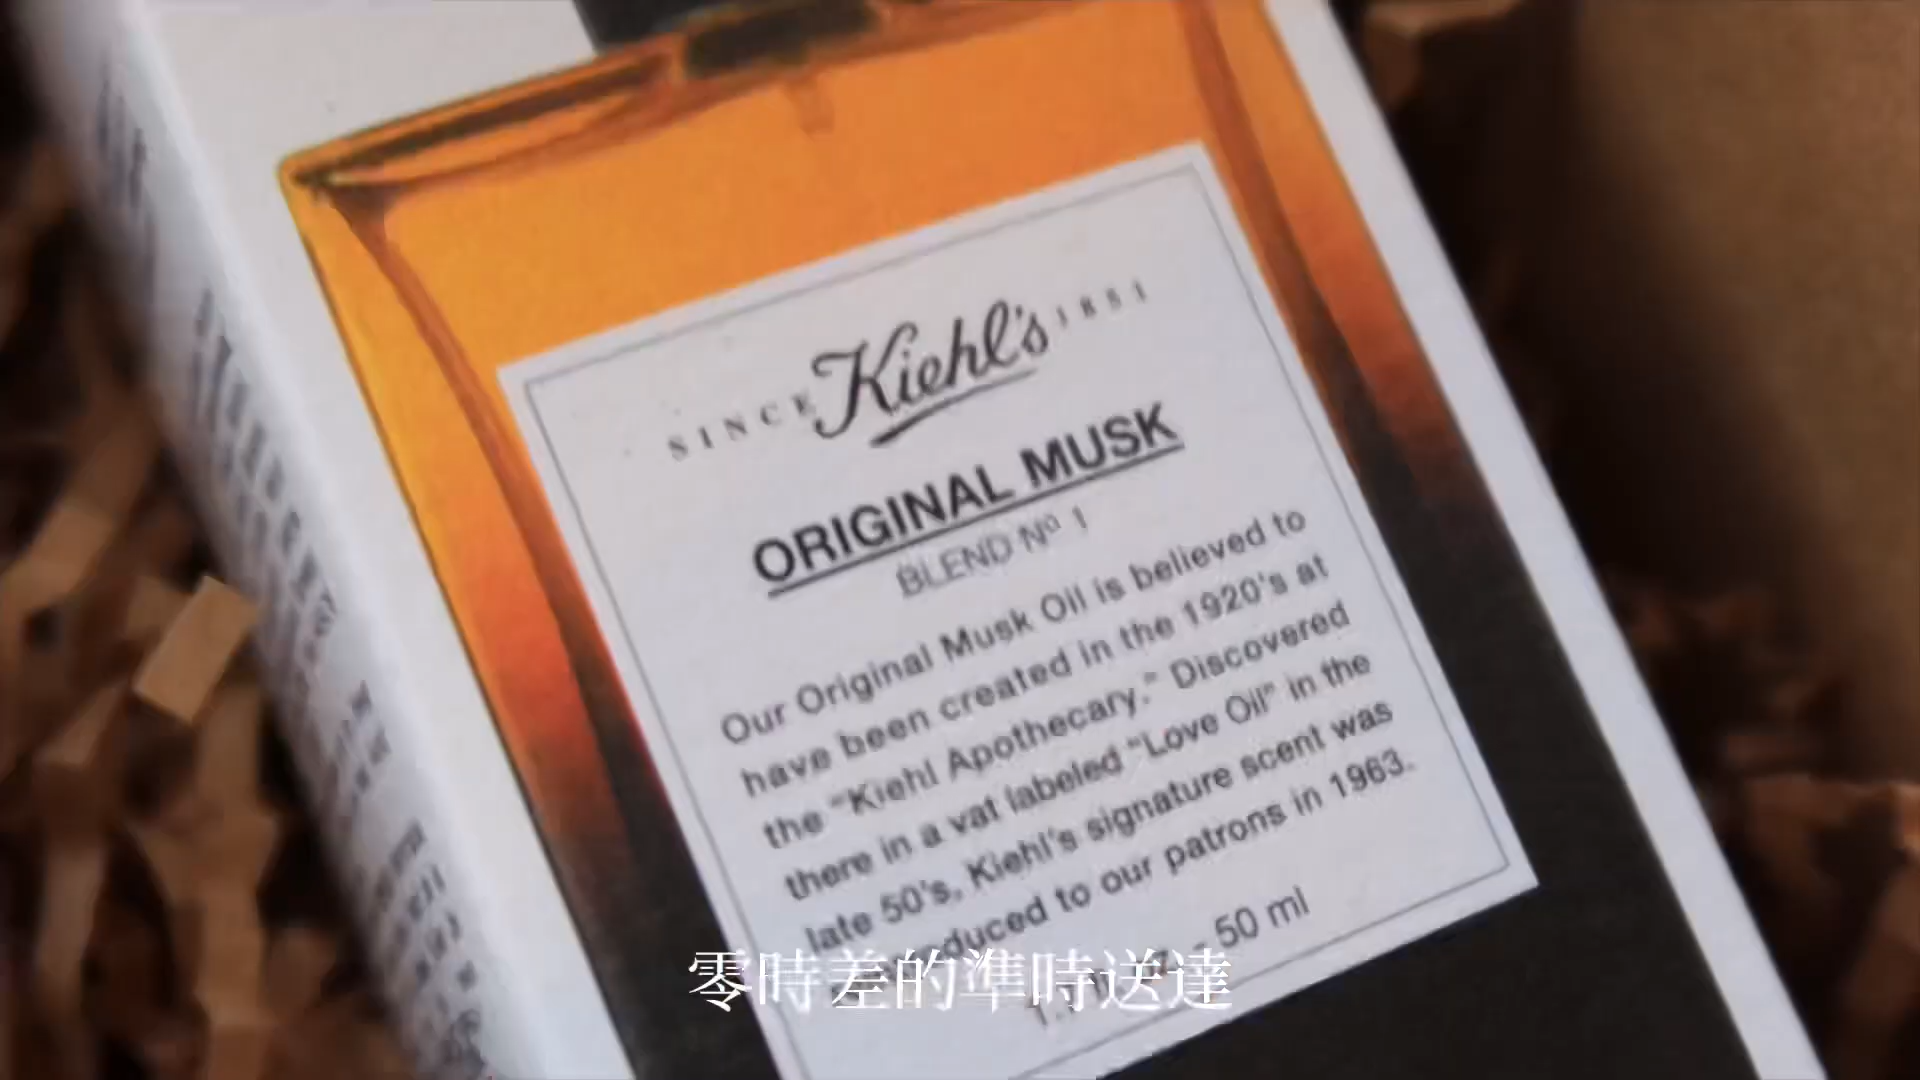 SINCE Kiehl's 1851
ORIGINAL MUSK
BLEND Nº 1
Our Original Musk Oil is believed to
have been created in the 1920's at
the "Kiehl Apothecary." Discovered
there in a vat labeled "Love Oil" in the
late 50's, Kiehl's signature scent was
to our patrons in 1963.
50 ml
零時差的準時送達